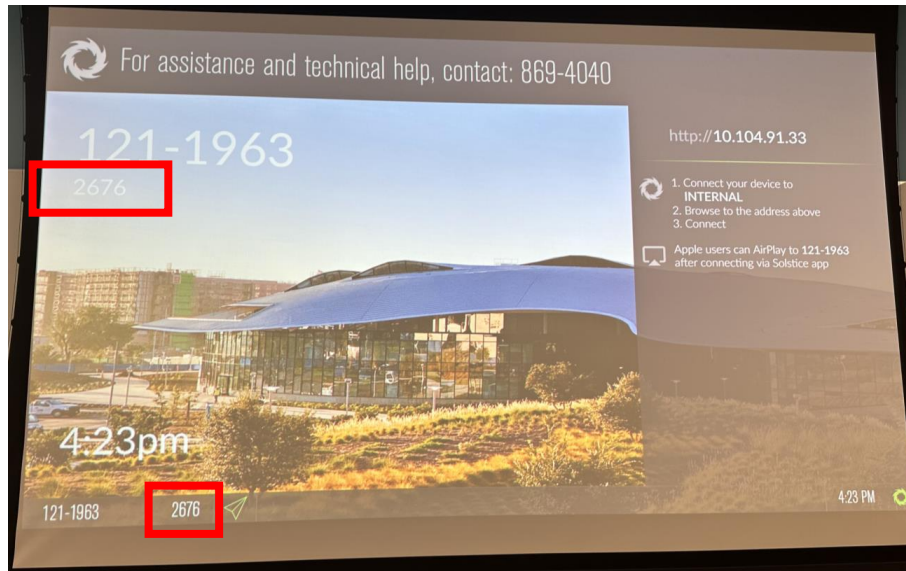 For assistance and technical help, contact: 869-4040
121-1963
2676
4:23pm
http://10.104.91.33
1. Connect your device to
INTERNAL
2. Browse to the address above
3. Connect
Apple users can AirPlay to 121-1963
after connecting via Solstice app
121-1963
2676
4:23 PM